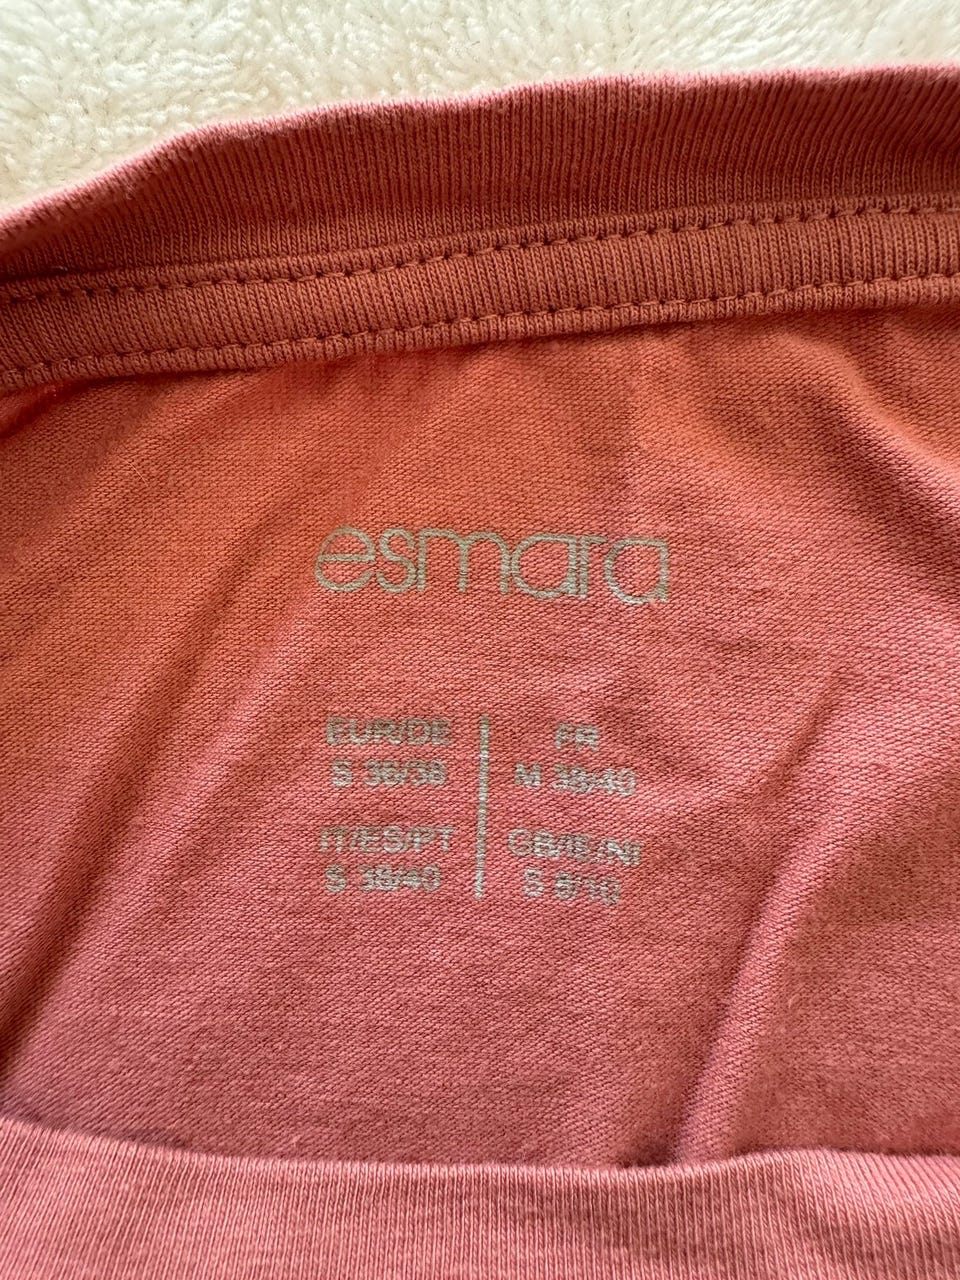 esmara
EUR/DE
S 36/38
FR
M 38/40
IT/ES/PT
S 38/40
GB/IE/NI
S 8/10